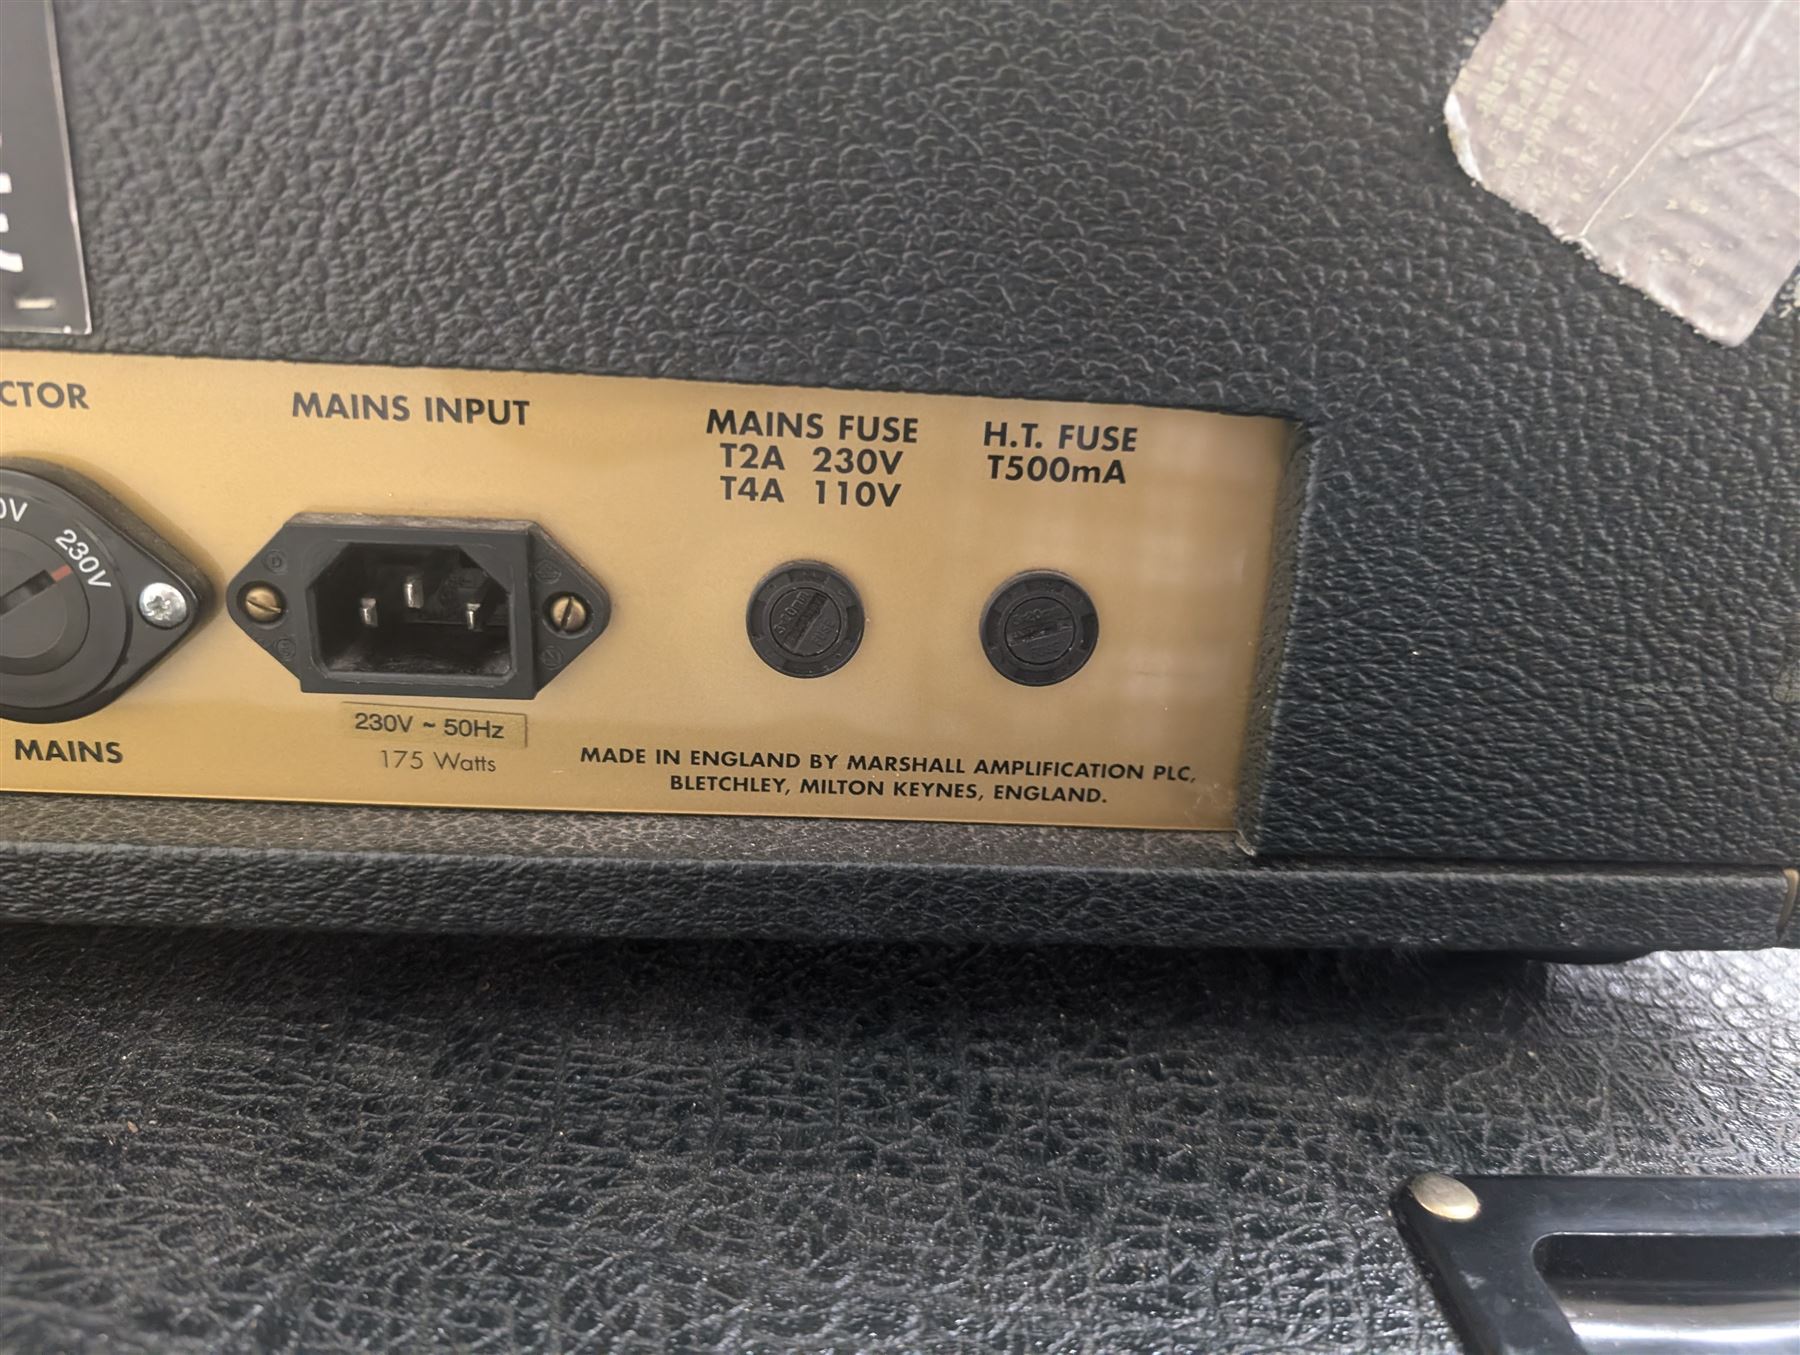 CTOR
MAINS INPUT
MAINS FUSE
T2A 230V
T4A 110V
H.T. FUSE
T500mA
0V
230V
MAINS
230V ~ 50Hz
175 Watts
MADE IN ENGLAND BY MARSHALL AMPLIFICATION PLC,
BLETCHLEY, MILTON KEYNES, ENGLAND.